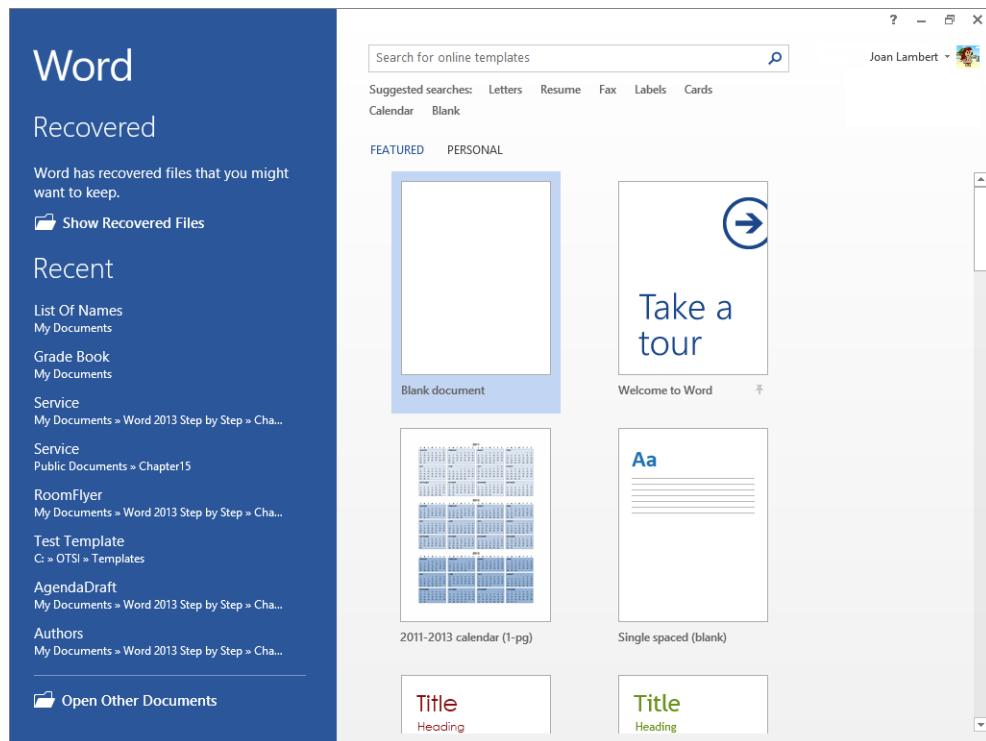 Word
Recovered
Word has recovered files that you might
want to keep.
Show Recovered Files
Recent
List Of Names
My Documents
Grade Book
My Documents
Service
My Documents » Word 2013 Step by Step » Cha...
Service
Public Documents » Chapter15
RoomFlyer
My Documents » Word 2013 Step by Step » Cha...
Test Template
C: » OTSI » Templates
AgendaDraft
My Documents » Word 2013 Step by Step » Cha...
Authors
My Documents » Word 2013 Step by Step » Cha...
Open Other Documents
?
Joan Lambert
Search for online templates
Suggested searches: Letters Resume Fax Labels Cards
Calendar Blank
FEATURED PERSONAL
Blank document
Take a
tour
Welcome to Word
2011-2013 calendar (1-pg)
Aa
Single spaced (blank)
Title
Heading
Title
Heading